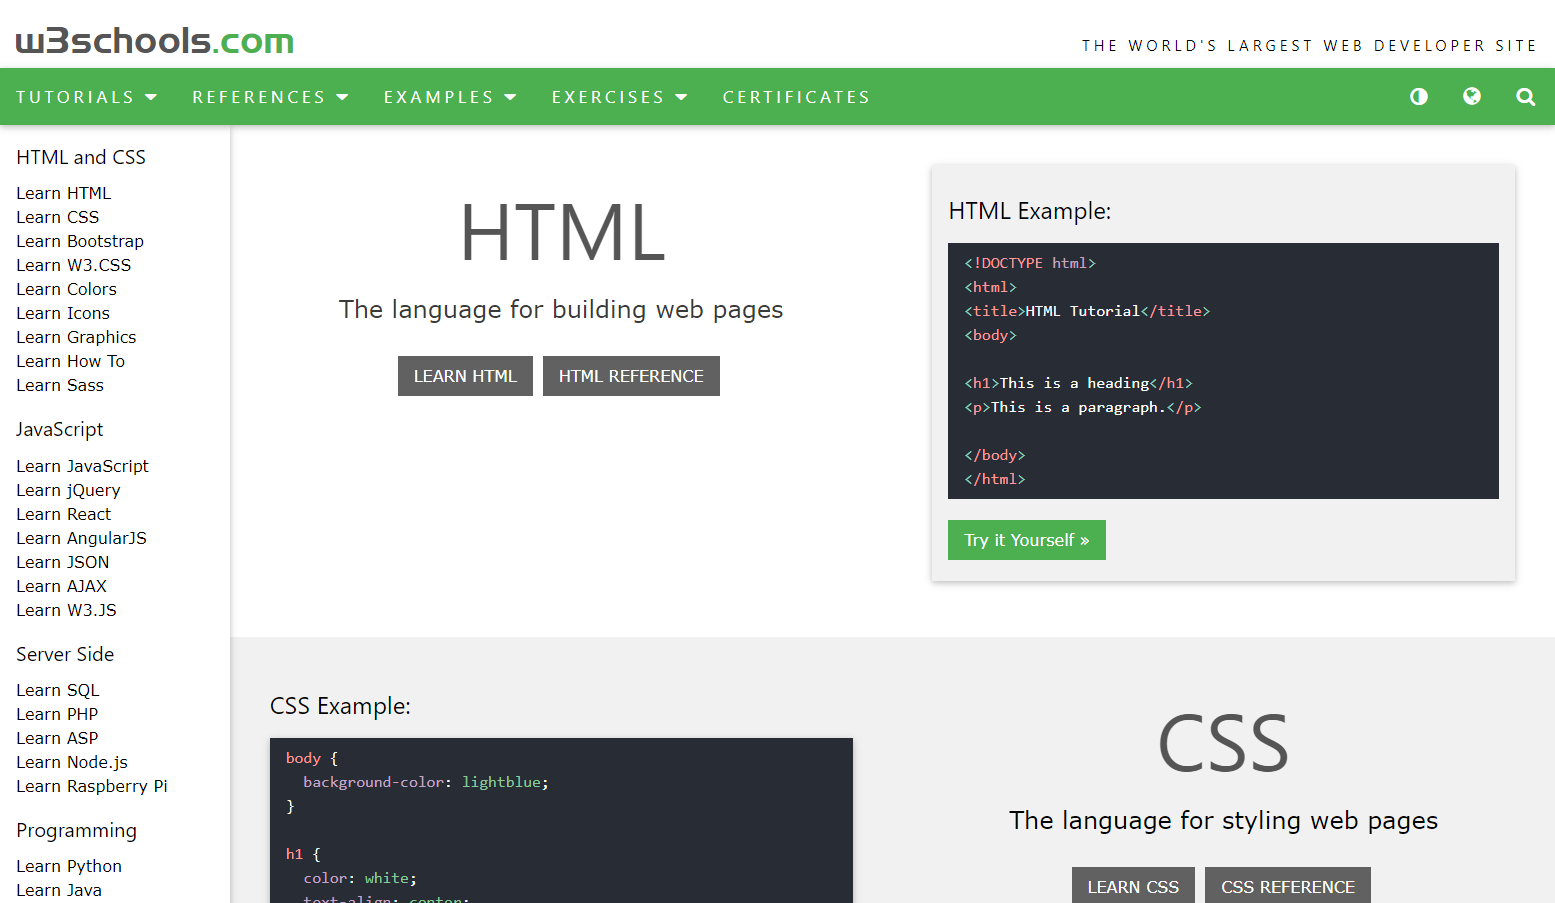 w3schools.com
THE WORLD'S LARGEST WEB DEVELOPER SITE
TUTORIALS REFERENCES EXAMPLES EXERCISES CERTIFICATES
HTML and CSS
Learn HTML
Learn CSS
Learn Bootstrap
Learn W3.CSS
Learn Colors
Learn Icons
Learn Graphics
Learn How To
Learn Sass
JavaScript
Learn JavaScript
Learn jQuery
Learn React
Learn AngularJS
Learn JSON
Learn AJAX
Learn W3.JS
Server Side
Learn SQL
Learn PHP
Learn ASP
Learn Node.js
Learn Raspberry Pi
Programming
Learn Python
Learn Java
HTML
The language for building web pages
LEARN HTML HTML REFERENCE
HTML Example:
<!DOCTYPE html>
<html>
<title>HTML Tutorial</title>
<body>
<h1>This is a heading</h1>
<p>This is a paragraph.</p>
</body>
</html>
Try it Yourself »
CSS Example:
body {
background-color: lightblue;
}
h1 {
color: white;
text-align: center;
CSS
The language for styling web pages
LEARN CSS CSS REFERENCE